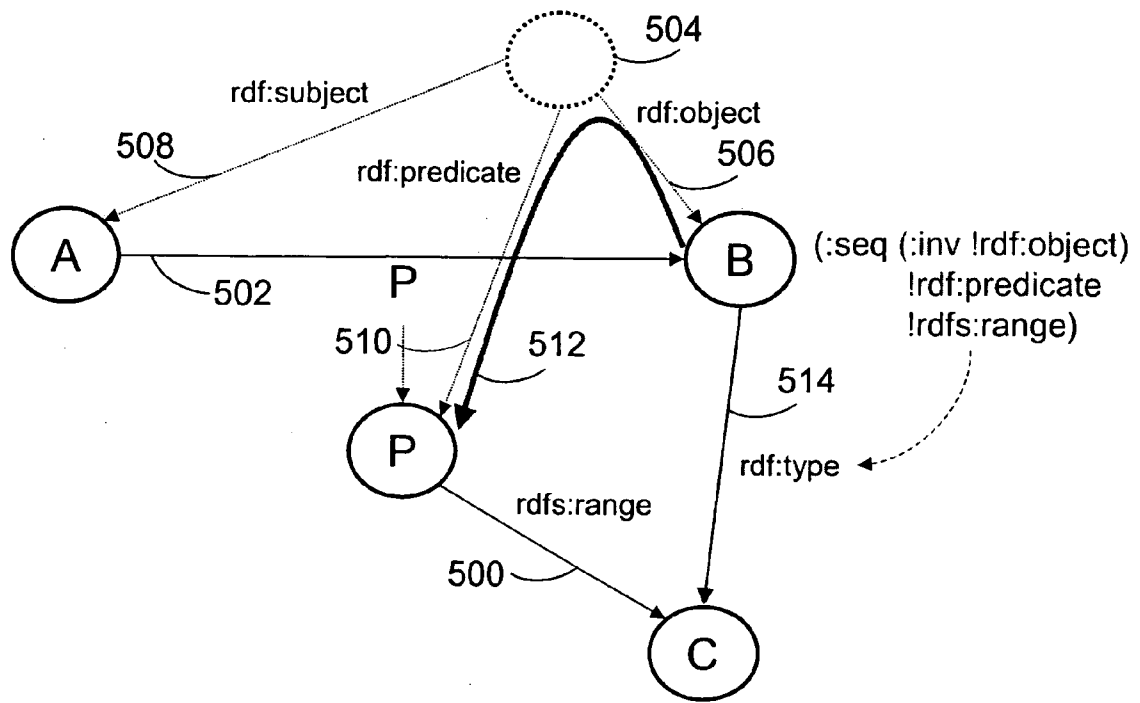 504
rdf:subject
rdf:object
508
506
rdf:predicate
A
B
(:seq (:inv !rdf:object)
!rdf:predicate
!rdfs:range)
502
P
510
512
514
P
rdf:type
rdfs:range
500
C